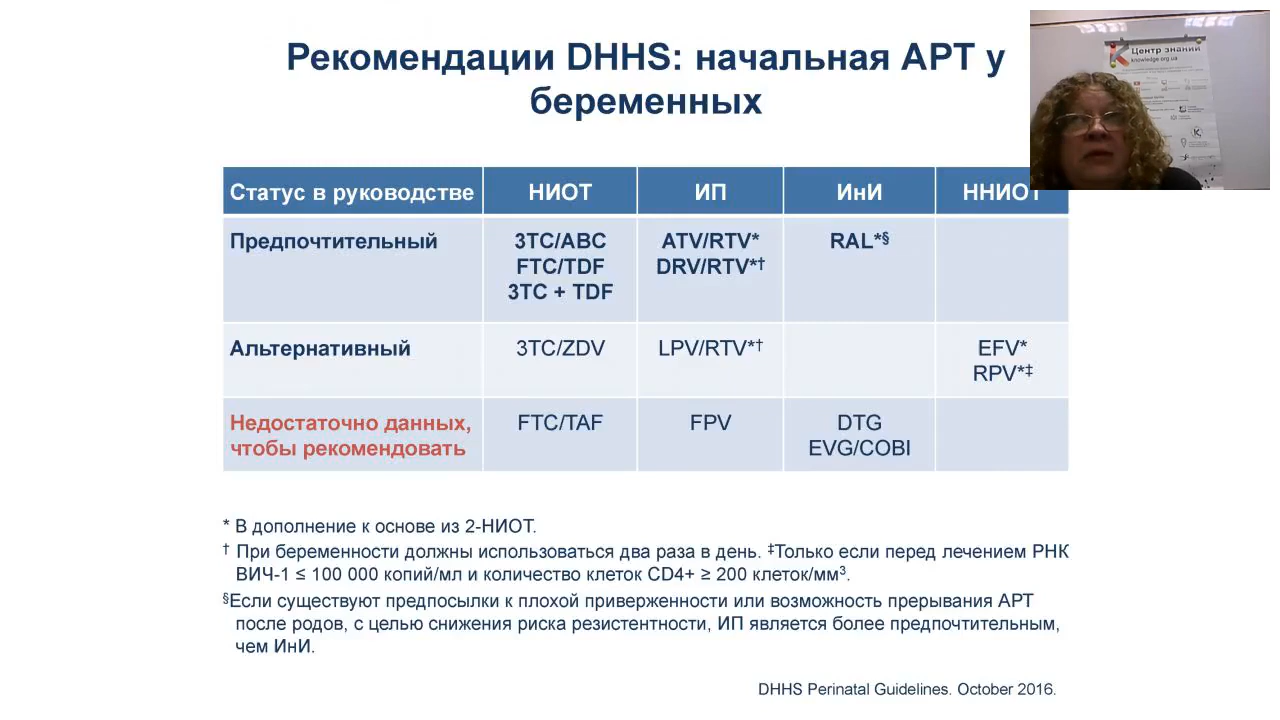 Рекомендации DHHS: начальная АРТ у
беременных
Центр знаний
knowledge.org.ua
Статус в руководстве НИОТ ИП ИнИ ННИОТ
Предпочтительный 3TC/ABC ATV/RTV* RAL*§
FTC/TDF DRV/RTV*†
3TC + TDF
Альтернативный 3TC/ZDV LPV/RTV*† EFV*
RPV*‡
Недостаточно данных, FTC/TAF FPV DTG
чтобы рекомендовать EVG/COBI
* В дополнение к основе из 2-НИОТ.
† При беременности должны использоваться два раза в день. ‡Только если перед лечением РНК
ВИЧ-1 ≤ 100 000 копий/мл и количество клеток CD4+ ≥ 200 клеток/мм³.
§Если существуют предпосылки к плохой приверженности или возможность прерывания АРТ
после родов, с целью снижения риска резистентности, ИП является более предпочтительным,
чем ИнИ.
DHHS Perinatal Guidelines. October 2016.